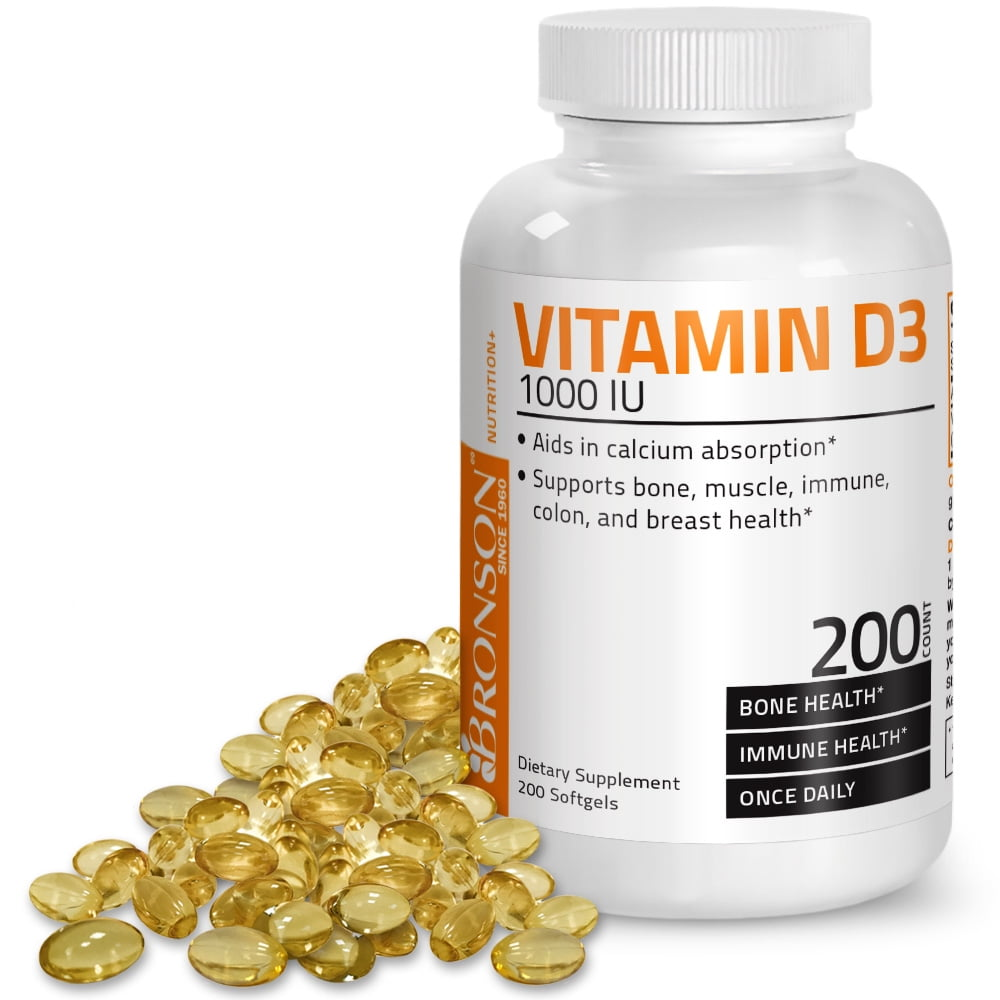 VITAMIN D3
1000 IU
• Aids in calcium absorption*
• Supports bone, muscle, immune,
colon, and breast health*
NUTRITION+
BRONSON®
SINCE 1960
200
COUNT
BONE HEALTH*
IMMUNE HEALTH*
ONCE DAILY
Dietary Supplement
200 Softgels